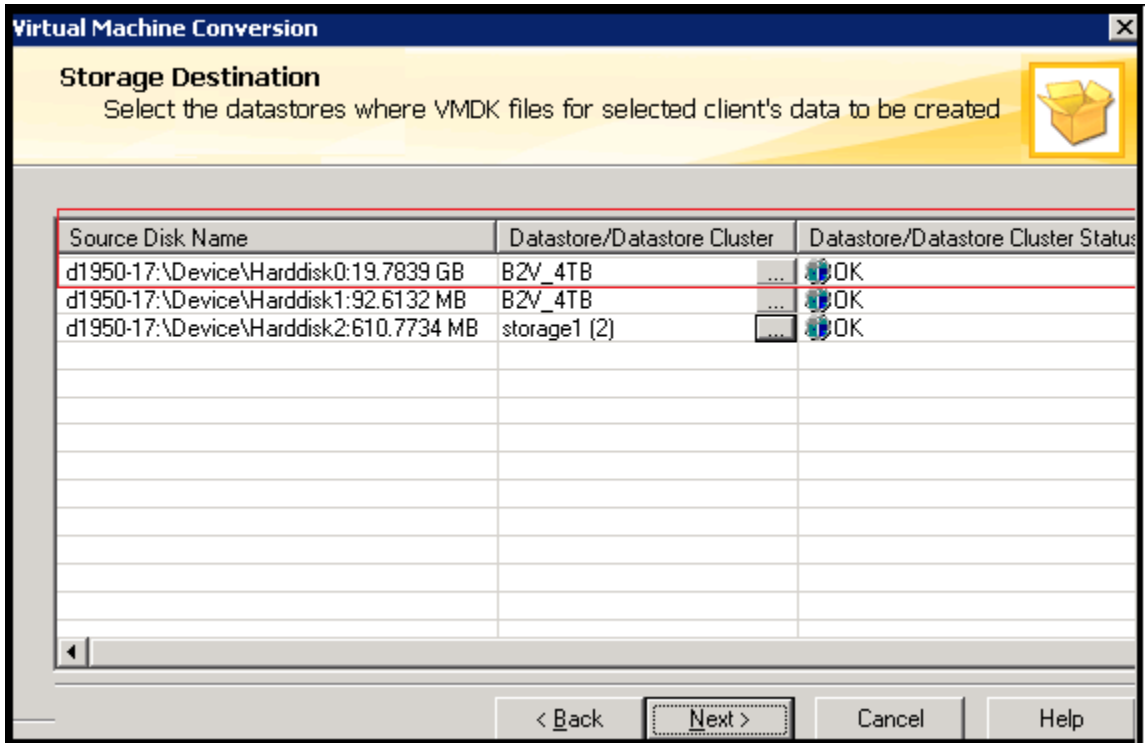 Virtual Machine Conversion
Storage Destination
Select the datastores where VMDK files for selected client's data to be created
Source Disk Name Datastore/Datastore Cluster Datastore/Datastore Cluster Status
d1950-17:\Device\Harddisk0:19.7839 GB B2V_4TB ... OK
d1950-17:\Device\Harddisk1:92.6132 MB B2V_4TB ... OK
d1950-17:\Device\Harddisk2:610.7734 MB storage1 (2) ... OK
< Back Next > Cancel Help